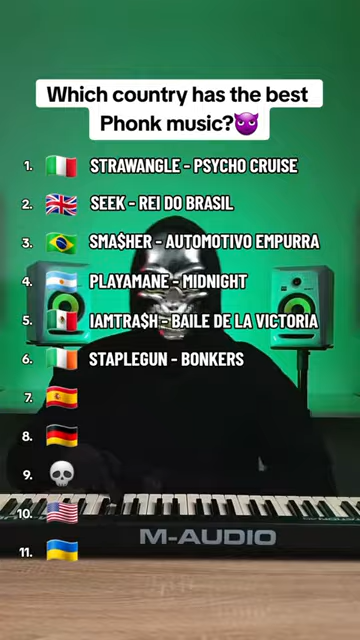 Which country has the best
Phonk music?😈
1. 🇮🇹 STRAWANGLE - PSYCHO CRUISE
2. 🇬🇧 SEEK - REI DO BRASIL
3. 🇧🇷 SMA$HER - AUTOMOTIVO EMPURRA
4. 🇦🇷 PLAYAMANE - MIDNIGHT
5. 🇲🇽 IAMTRA$H - BAILE DE LA VICTORIA
6. 🇮🇪 STAPLEGUN - BONKERS
7. 🇪🇸
8. 🇩🇪
9. 💀
10. 🇺🇸
11. 🇺🇦
M-AUDIO